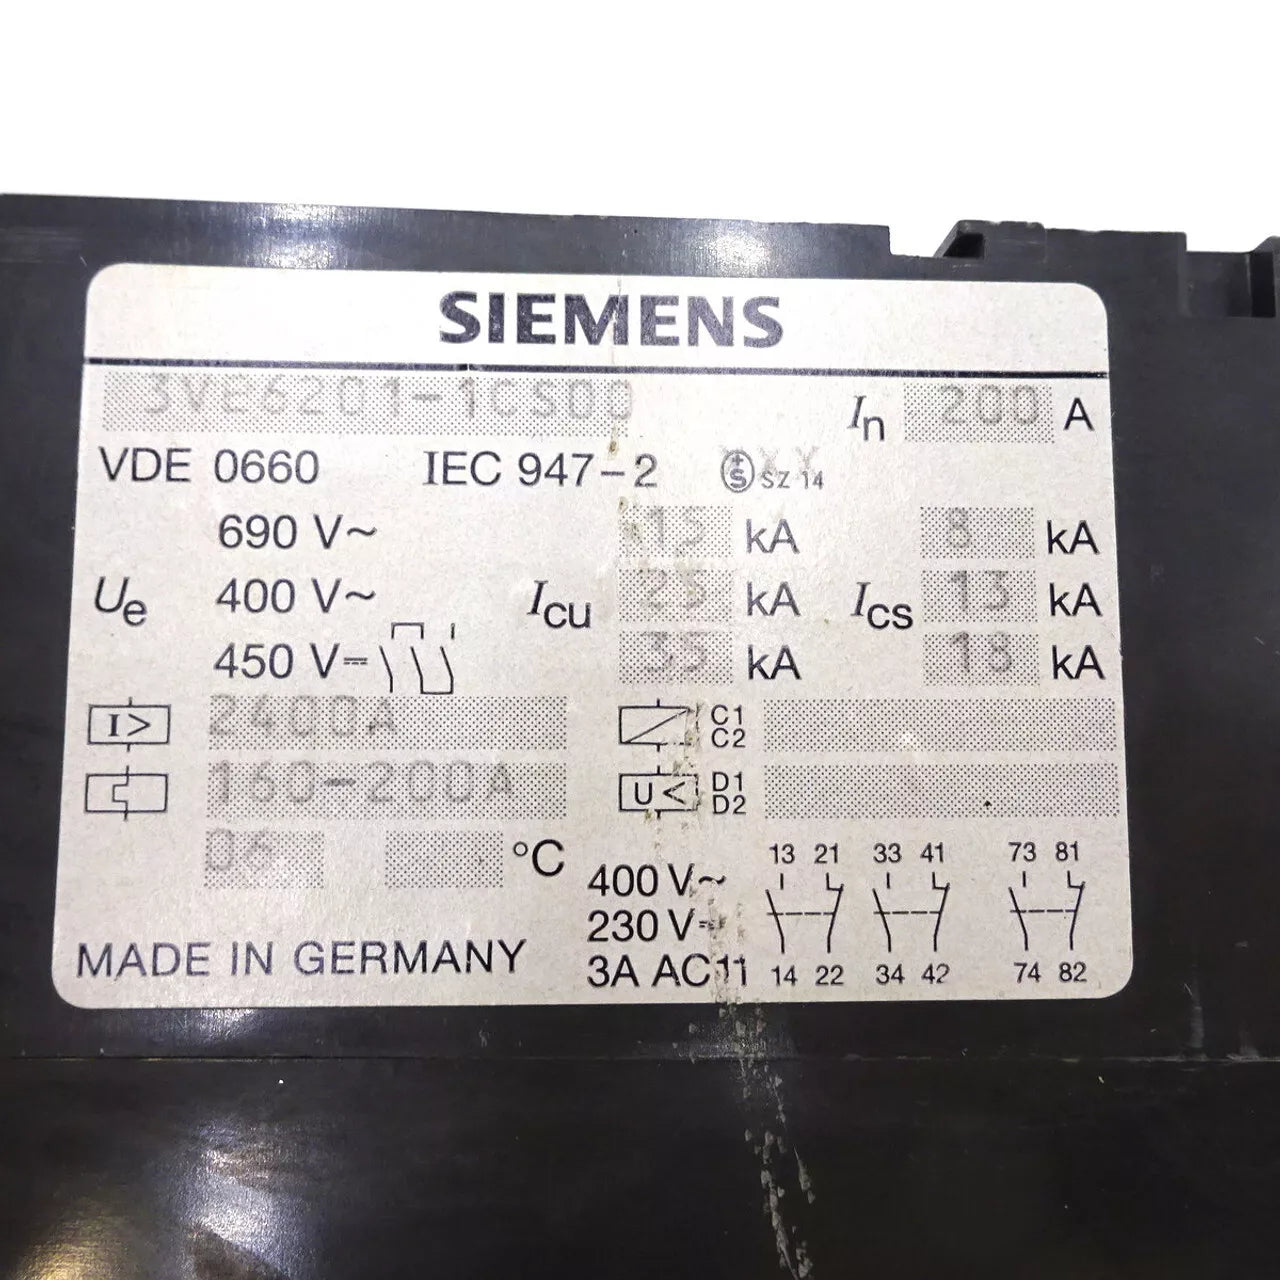 SIEMENS
3VE6201-1CS00 In 200 A
VDE 0660 IEC 947-2 S SZ 14
690 V~ 15 kA 8 kA
Ue 400 V~ Icu kA Ics 13 kA
450 V⎓ 35 kA 18 kA
I> 2400A C1
C2
160-200A U< D1
D2
°C
400 V~ 13 21 33 41 73 81
230 V⎓
3A AC11 14 22 34 42 74 82
MADE IN GERMANY